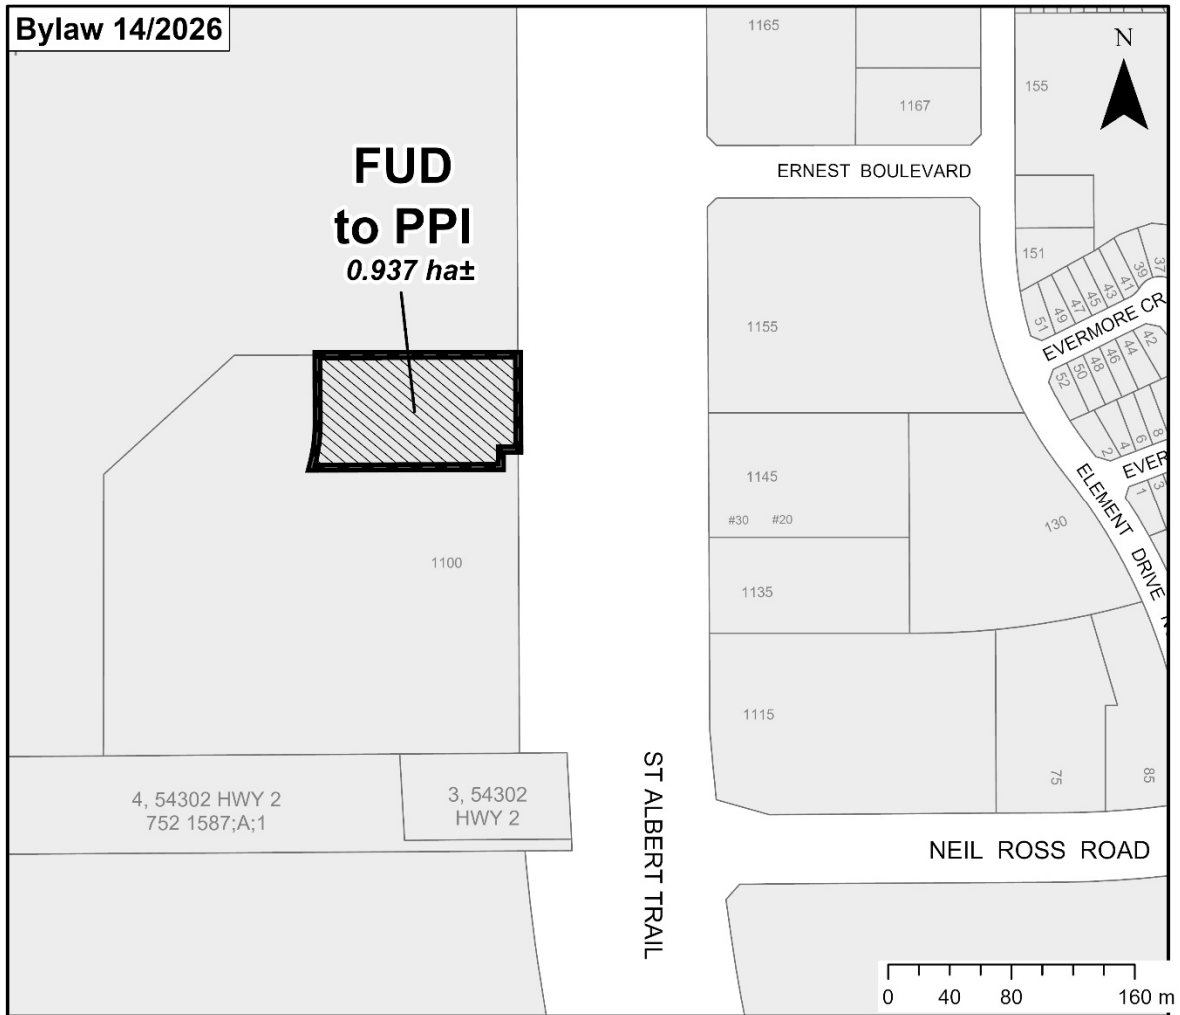 Bylaw 14/2026
N
1165
155
1167
ERNEST BOULEVARD
FUD
to PPI
0.937 ha±
151
37
39
41
43
45
47
49
51
EVERMORE CR
1155
42
44
46
48
50
52
8
6
4
2
EVER
1145
#30 #20
3
1
130
ELEMENT DRIVE N
1100
1135
1115
75
85
ST ALBERT TRAIL
4, 54302 HWY 2
752 1587;A;1
3, 54302
HWY 2
NEIL ROSS ROAD
0 40 80 160 m